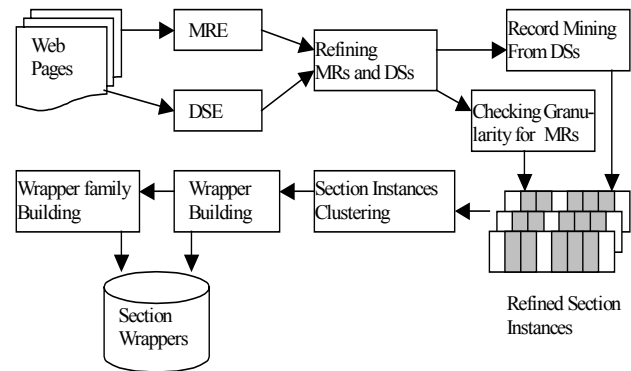 Web
Pages
MRE
DSE
Refining
MRs and DSs
Record Mining
From DSs
Checking Granu-
larity for MRs
Wrapper family
Building
Wrapper
Building
Section Instances
Clustering
Refined Section
Instances
Section
Wrappers